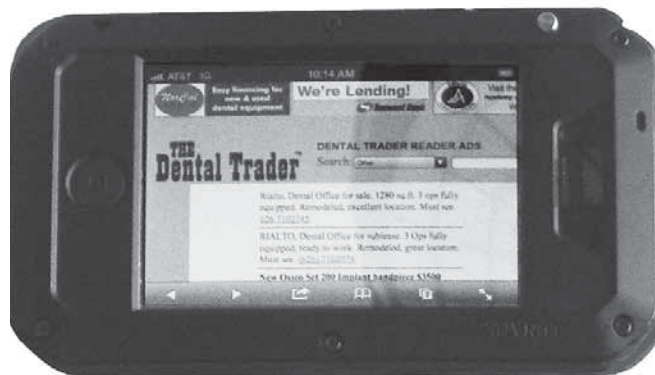 AT&T 3G 10:14 AM
Easy financing for
new & used
dental equipment
We're Lending!
Visit the
THE
Dental Trader
DENTAL TRADER READER ADS
Search: Other
Rialto, Dental Office for sale. 1280 sq.ft. 3 ops fully
equipped. Remodeled, excellent location. Must see.
RIALTO, Dental Office for sublease. 3 Ops fully
equipped, ready to work. Remodeled, great location.
Must see.
New Osseo Set 200 Implant handpiece $3500